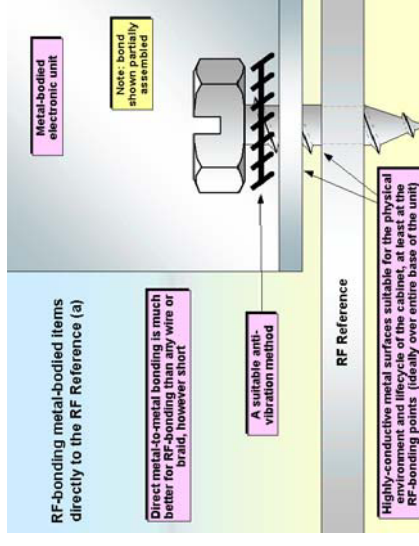 RF-bonding metal-bodied items
directly to the RF Reference (a)
Metal-bodied
electronic unit
Note: bond
shown partially
assembled
Direct metal-to-metal bonding is much
better for RF-bonding than any wire or
braid, however short
A suitable anti-
vibration method
RF Reference
Highly-conductive metal surfaces suitable for the physical
environment and lifecycle of the cabinet, at least at the
RF-bonding points (ideally over entire base of the unit)